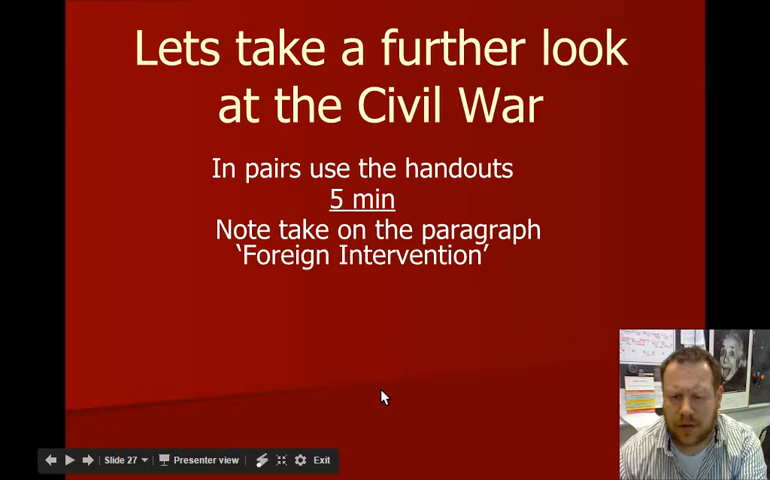 Lets take a further look
at the Civil War
In pairs use the handouts
5 min
Note take on the paragraph
‘Foreign Intervention’
Slide 27
Presenter view
Exit